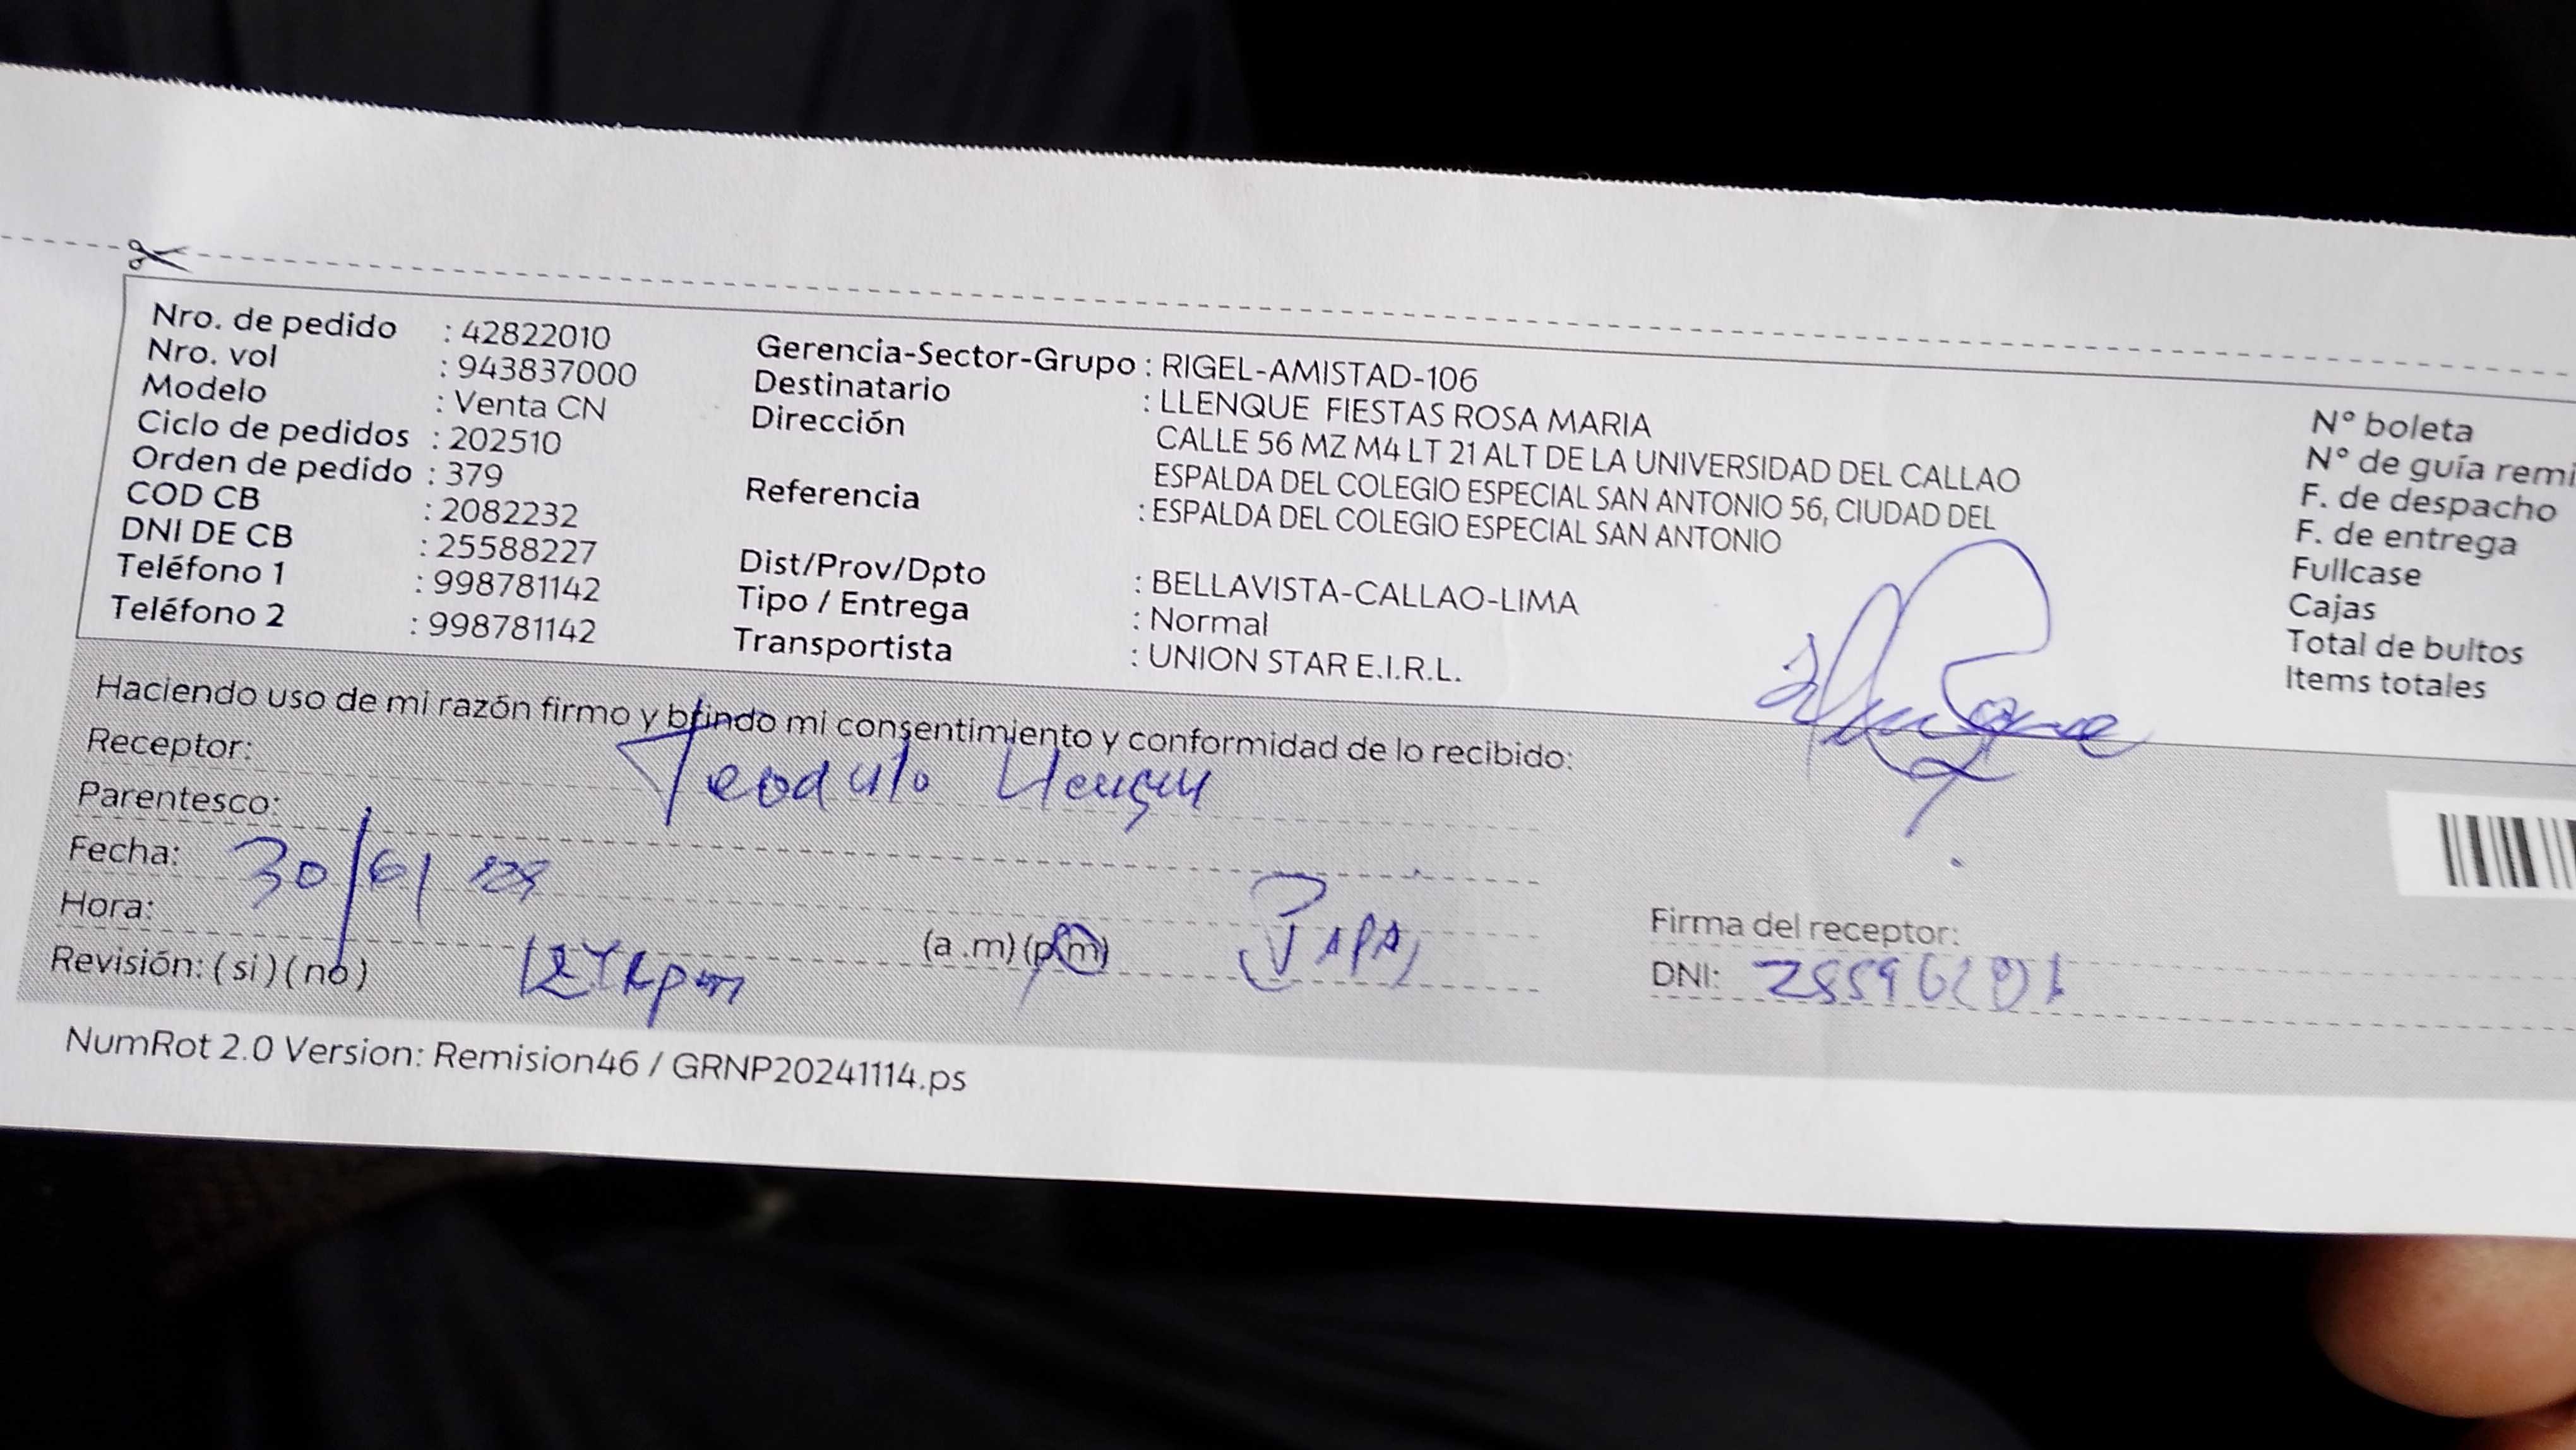 Nro. de pedido : 42822010
Nro. vol : 943837000
Modelo : Venta CN
Ciclo de pedidos : 202510
Orden de pedido : 379
COD CB : 2082232
DNI DE CB : 25588227
Teléfono 1 : 998781142
Teléfono 2 : 998781142
Gerencia-Sector-Grupo : RIGEL-AMISTAD-106
Destinatario : LLENQUE FIESTAS ROSA MARIA
Dirección CALLE 56 MZ M4 LT 21 ALT DE LA UNIVERSIDAD DEL CALLAO
ESPALDA DEL COLEGIO ESPECIAL SAN ANTONIO 56, CIUDAD DEL
Referencia : ESPALDA DEL COLEGIO ESPECIAL SAN ANTONIO
Dist/Prov/Dpto : BELLAVISTA-CALLAO-LIMA
Tipo / Entrega : Normal
Transportista : UNION STAR E.I.R.L.
N° boleta
N° de guía remi
F. de despacho
F. de entrega
Fullcase
Cajas
Total de bultos
Items totales
Haciendo uso de mi razón firmo y brindo mi consentimiento y conformidad de lo recibido:
Receptor: Teodulo
Parentesco:
Fecha: 30/6/
Hora: (a.m) (p.m)
Revisión: (si) (no)
PAPA
Firma del receptor:
DNI:
NumRot 2.0 Version: Remision46 / GRNP20241114.ps